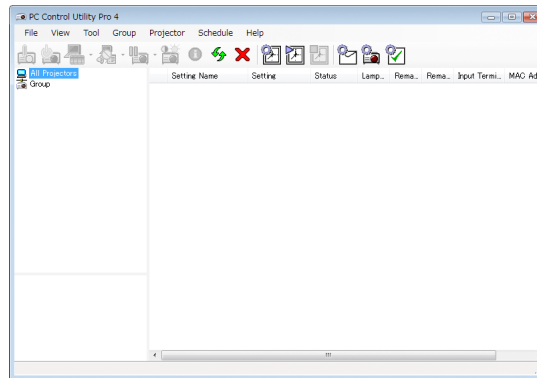 PC Control Utility Pro 4
File View Tool Group Projector Schedule Help
All Projectors
Group
Setting Name Setting Status Lamp... Rema... Rema... Input Termi... MAC Ad